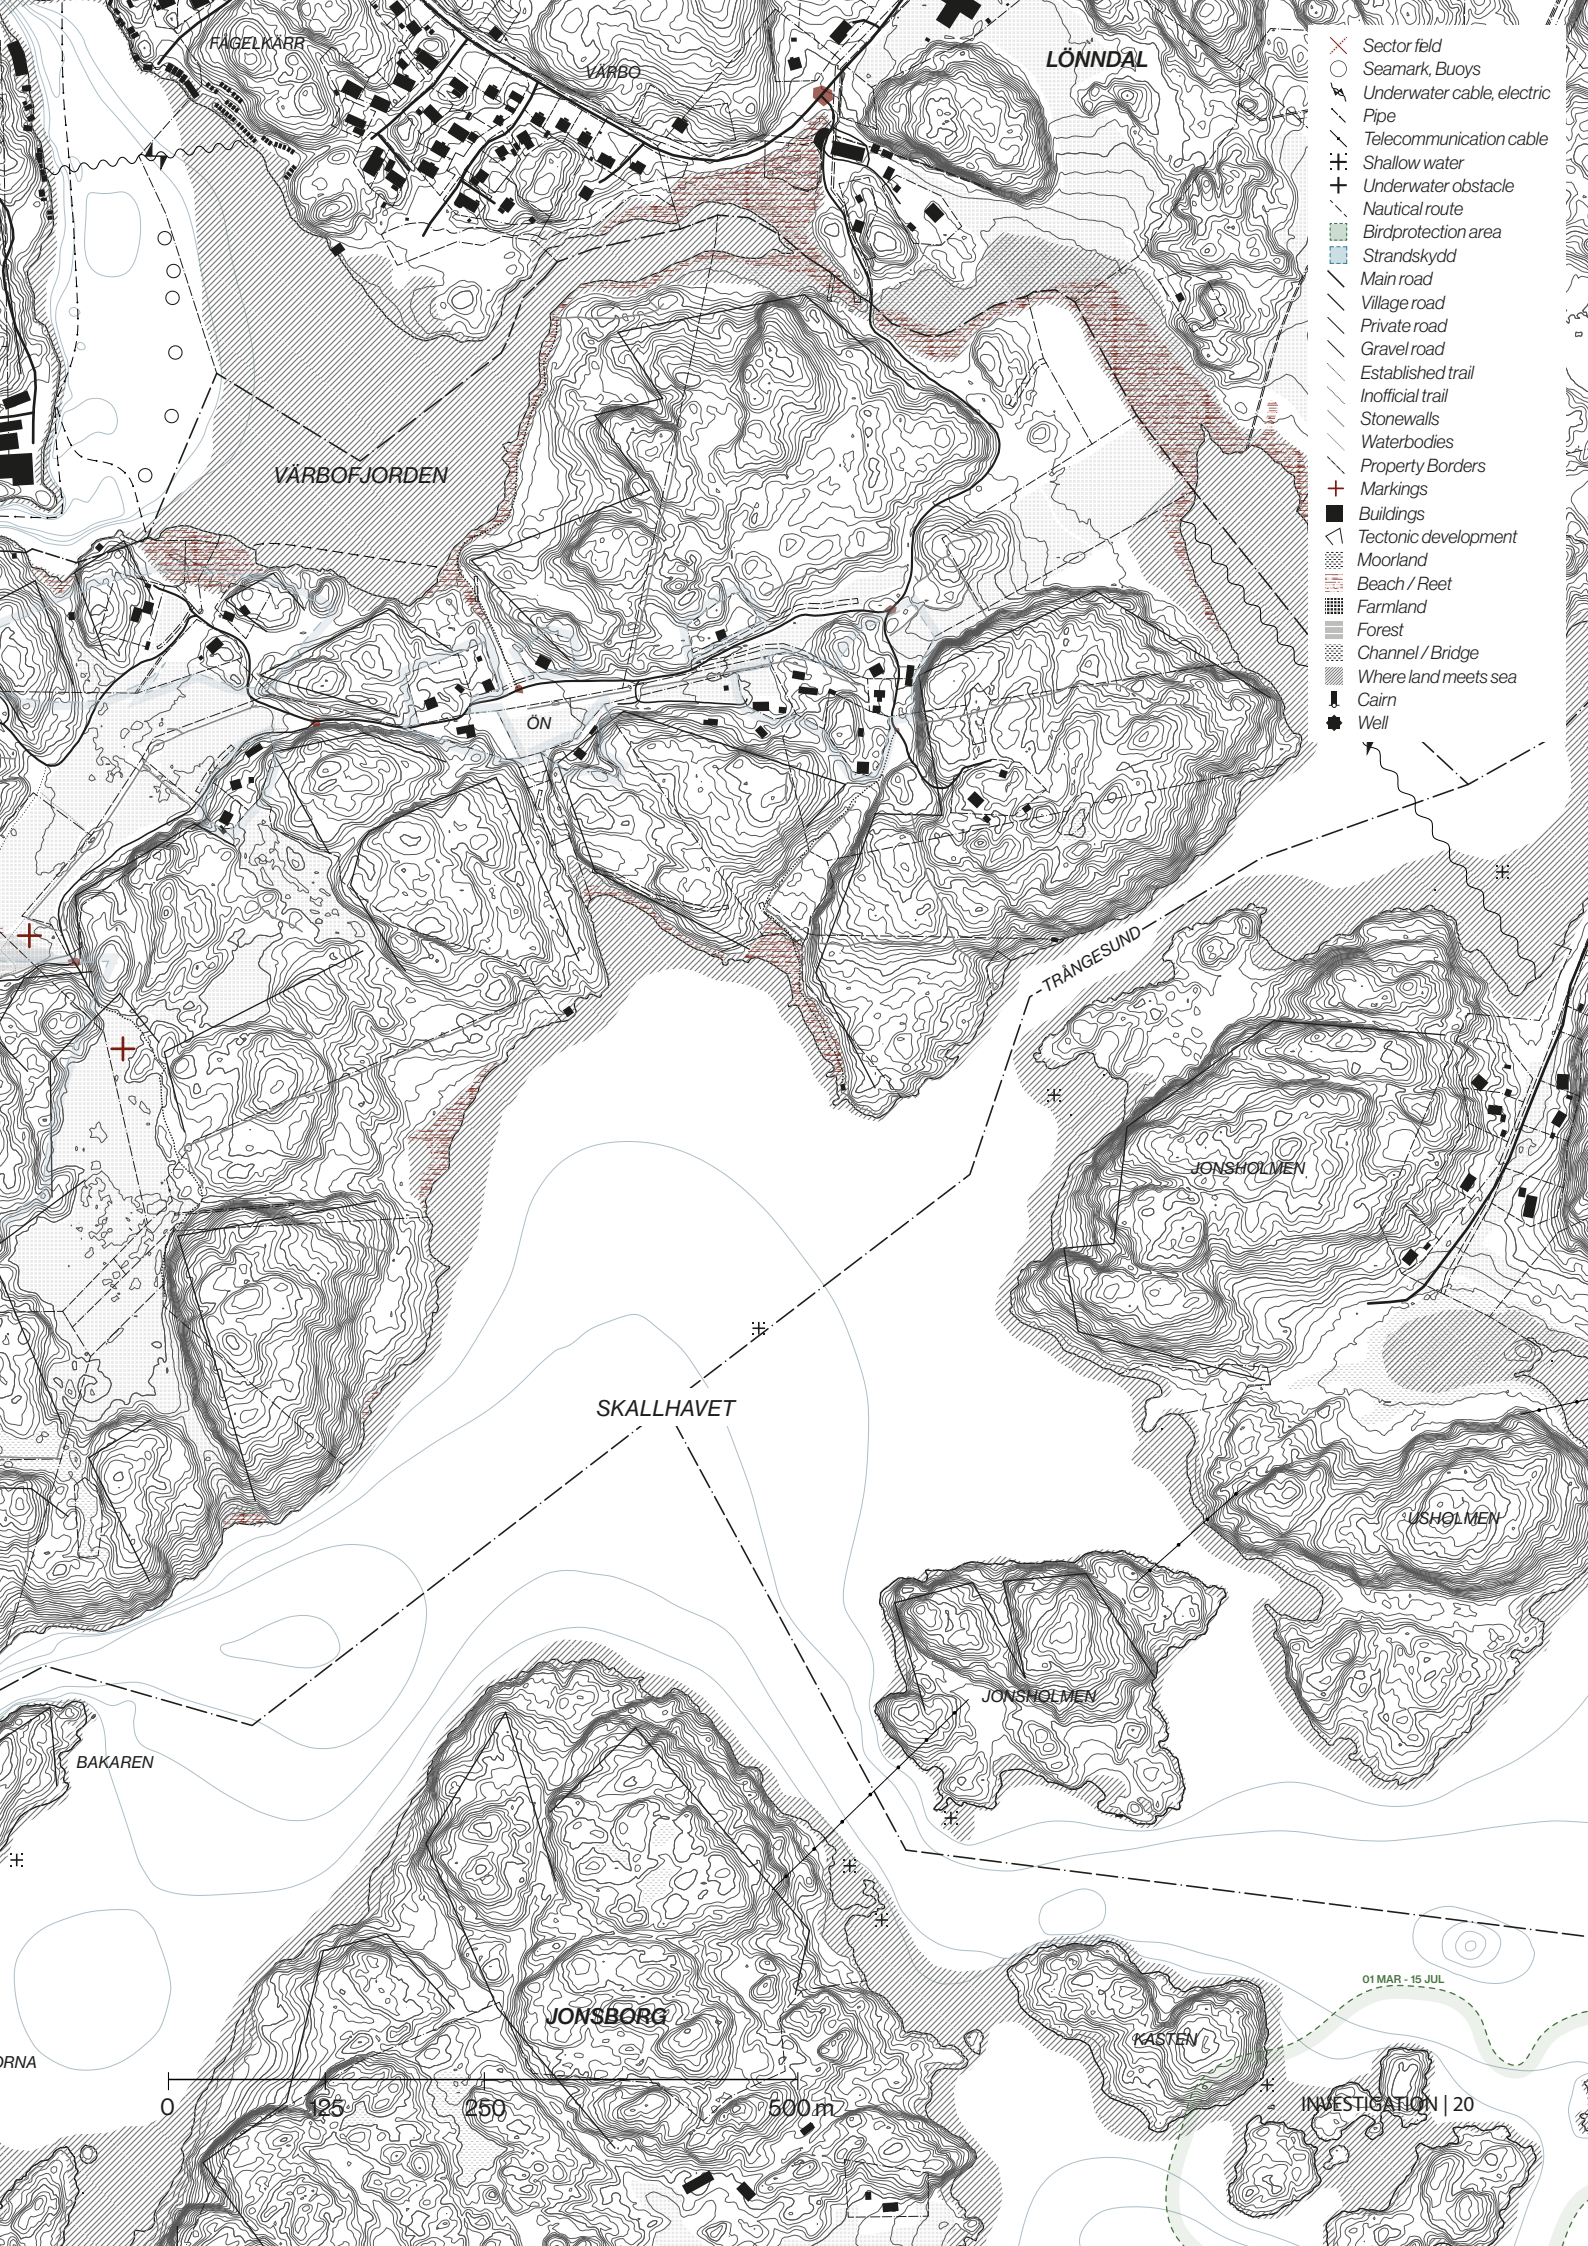 FÅGELKÄRR
VÄRBO
LÖNNDAL
Sector field
Seamark, Buoys
Underwater cable, electric
Pipe
Telecommunication cable
Shallow water
Underwater obstacle
Nautical route
Birdprotection area
Strandskydd
Main road
Village road
Private road
Gravel road
Established trail
Inofficial trail
Stonewalls
Waterbodies
Property Borders
Markings
Buildings
Tectonic development
Moorland
Beach / Reet
Farmland
Forest
Channel / Bridge
Where land meets sea
Cairn
Well
VÄRBOFJORDEN
ÖN
TRÅNGESUND
JONSHOLMEN
SKALLHAVET
USHOLMEN
JONSHOLMEN
BAKAREN
01 MAR - 15 JUL
JONSBORG
KASTEN
ORNA
0 125 250 500 m
INVESTIGATION | 20